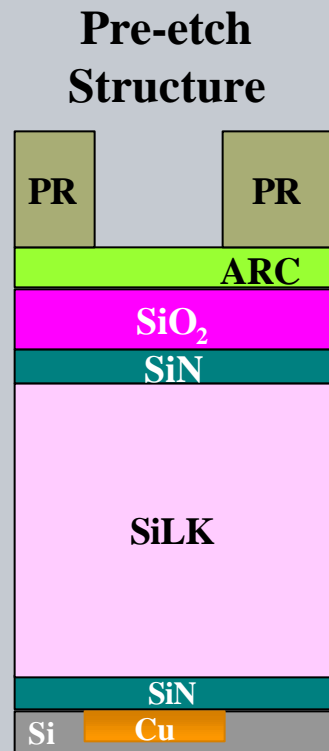 Pre-etch
Structure
PR PR
ARC
SiO₂
SiN
SiLK
SiN
Si Cu